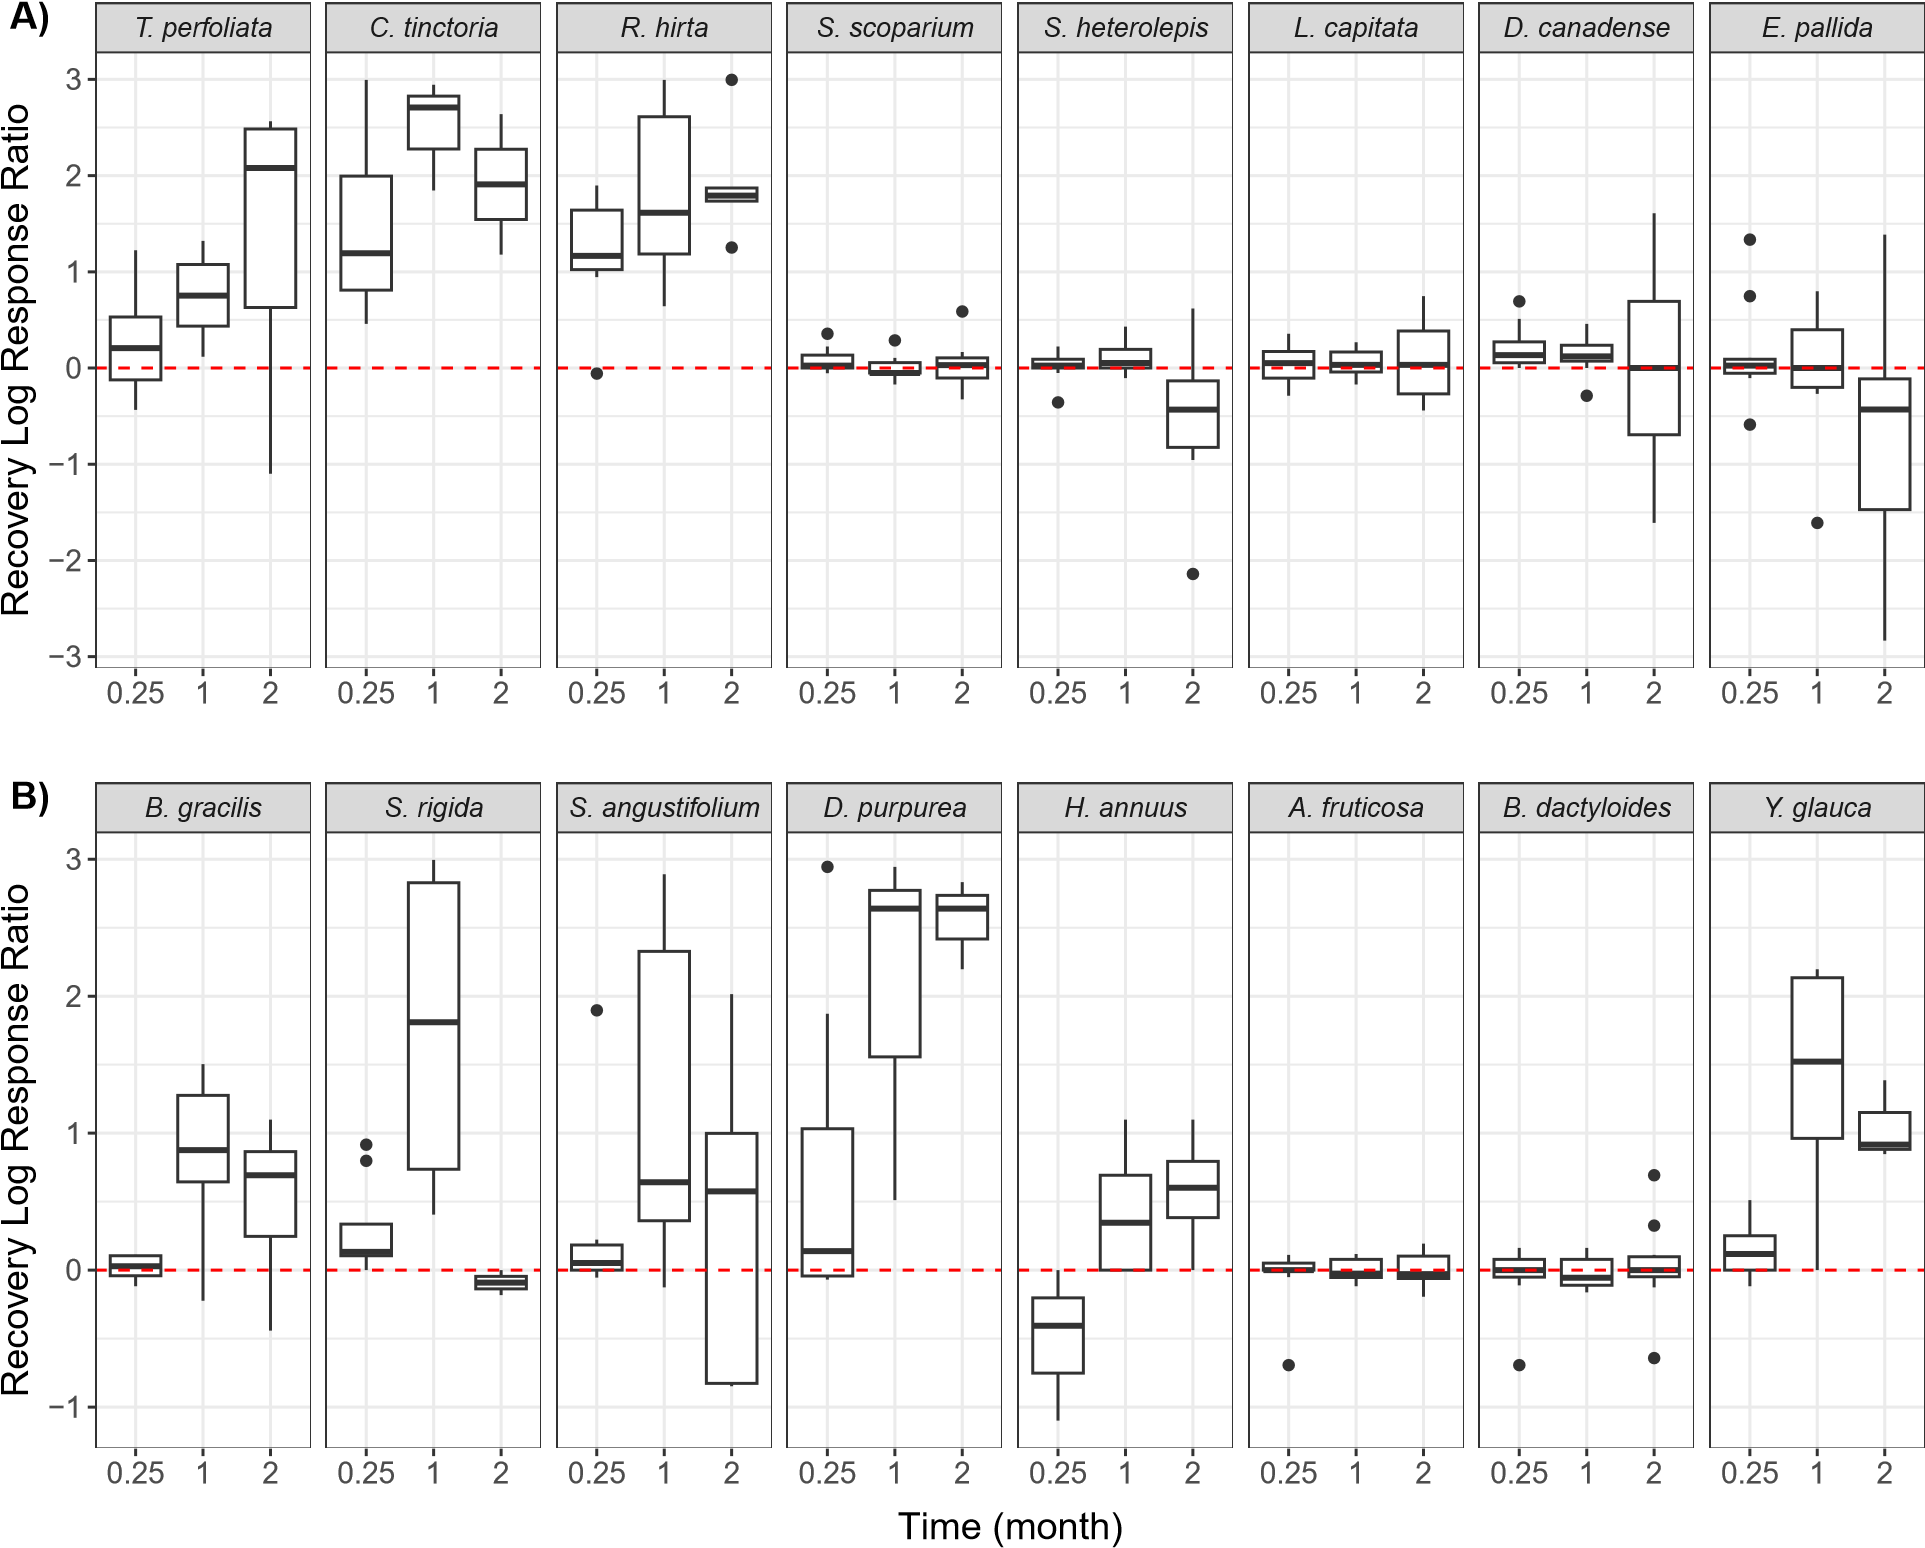 A)
T. perfoliata C. tinctoria R. hirta S. scoparium S. heterolepis L. capitata D. canadense E. pallida
Recovery Log Response Ratio
3
2
1
0
−1
−2
−3
0.25 1 2 0.25 1 2 0.25 1 2 0.25 1 2 0.25 1 2 0.25 1 2 0.25 1 2 0.25 1 2
B)
B. gracilis S. rigida S. angustifolium D. purpurea H. annuus A. fruticosa B. dactyloides Y. glauca
Recovery Log Response Ratio
3
2
1
0
−1
0.25 1 2 0.25 1 2 0.25 1 2 0.25 1 2 0.25 1 2 0.25 1 2 0.25 1 2 0.25 1 2
Time (month)